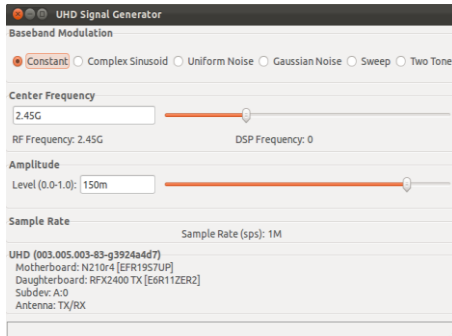 UHD Signal Generator
Baseband Modulation
Constant Complex Sinusoid Uniform Noise Gaussian Noise Sweep Two Tone
Center Frequency
2.45G
RF Frequency: 2.45G DSP Frequency: 0
Amplitude
Level (0.0-1.0): 150m
Sample Rate
Sample Rate (sps): 1M
UHD (003.005.003-83-g3924a4d7)
Motherboard: N210r4 [EFR19S7UP]
Daughterboard: RFX2400 TX [E6R11ZER2]
Subdev: A:0
Antenna: TX/RX